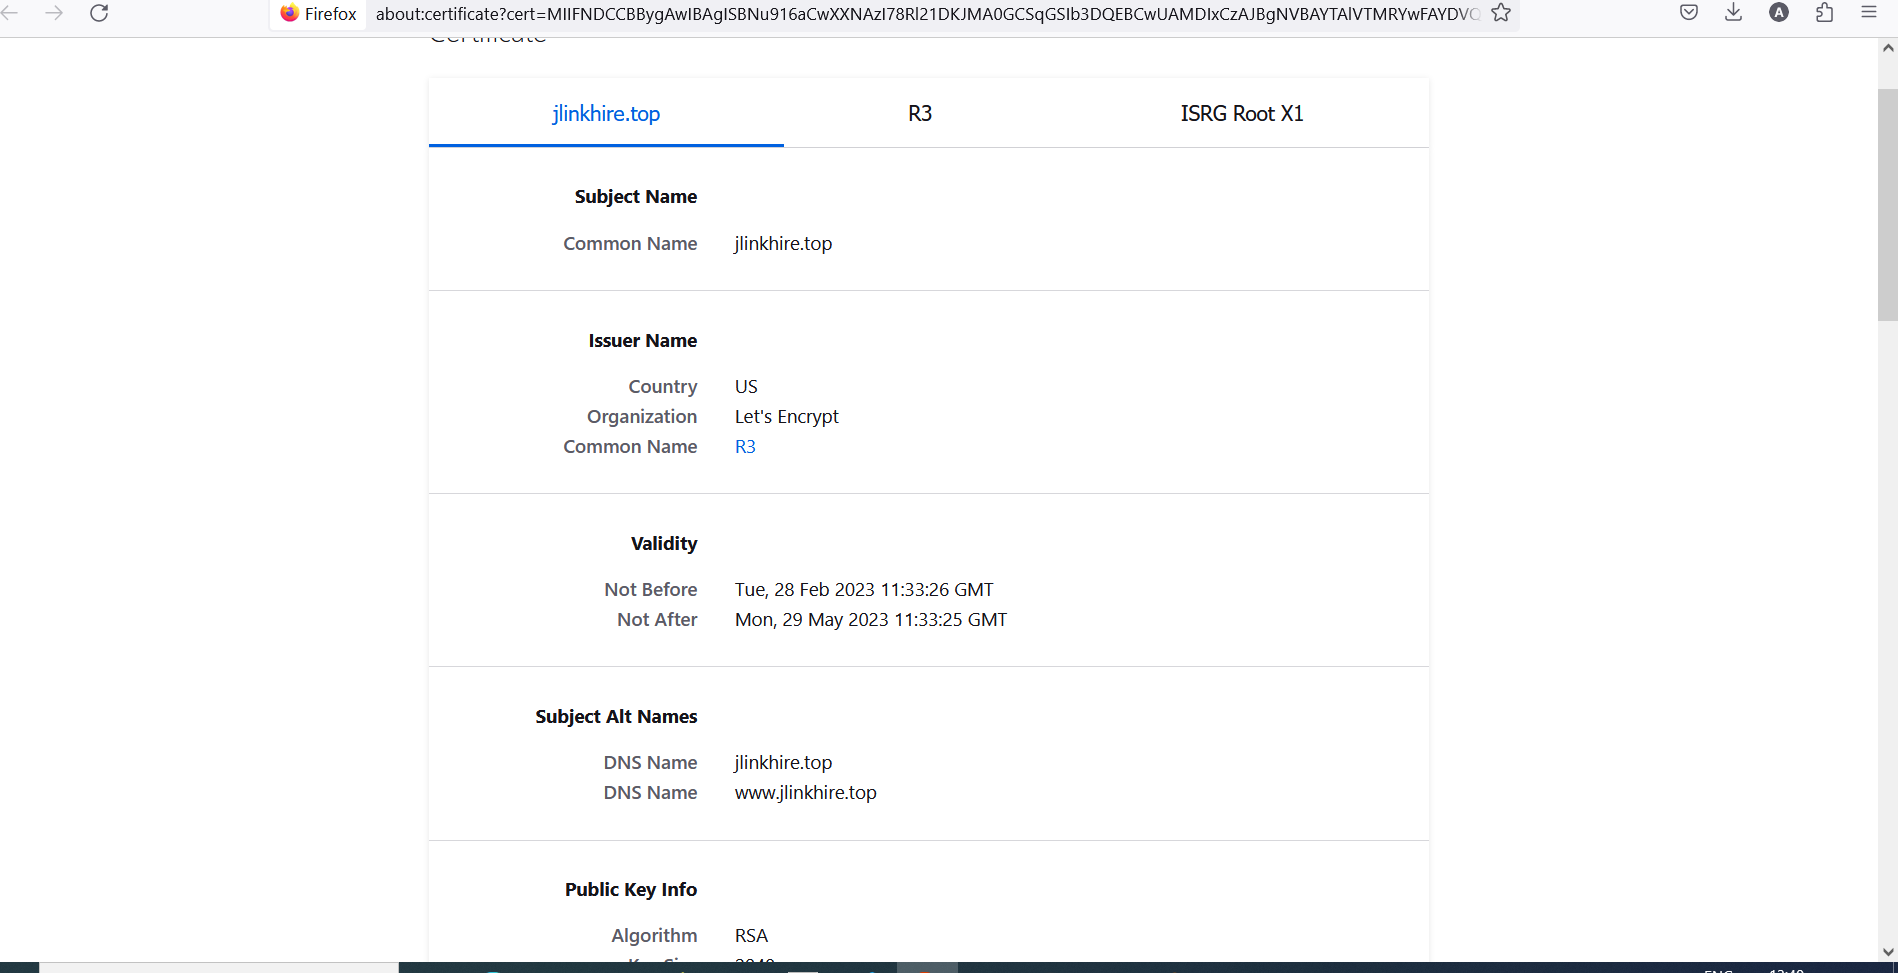 Firefox
about:certificate?cert=MIIFNDCCBBygAwIBAgISBNu916aCwXXNAzI78Rl21DKJMA0GCSqGSIb3DQEBCwUAMDIxCzAJBgNVBAYTAlVTMRYwFAYDVQ
A
Certificate
jlinkhire.top
R3
ISRG Root X1
Subject Name
Common Name jlinkhire.top
Issuer Name
Country US
Organization Let's Encrypt
Common Name R3
Validity
Not Before Tue, 28 Feb 2023 11:33:26 GMT
Not After Mon, 29 May 2023 11:33:25 GMT
Subject Alt Names
DNS Name jlinkhire.top
DNS Name www.jlinkhire.top
Public Key Info
Algorithm RSA